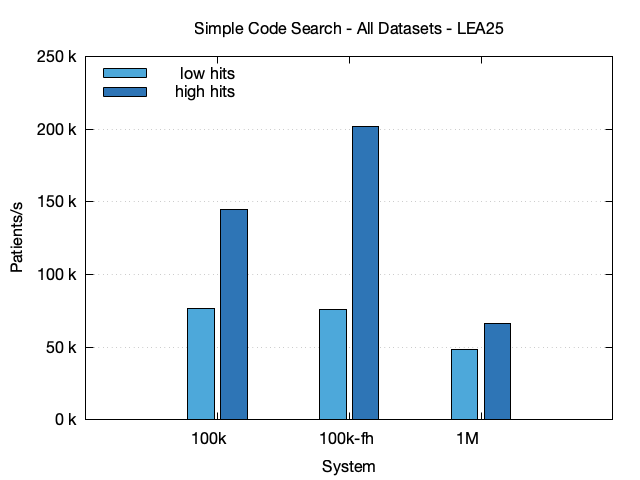 Simple Code Search - All Datasets - LEA25
250 k
200 k
150 k
100 k
50 k
0 k
Patients/s
low hits
high hits
100k
100k-fh
1M
System